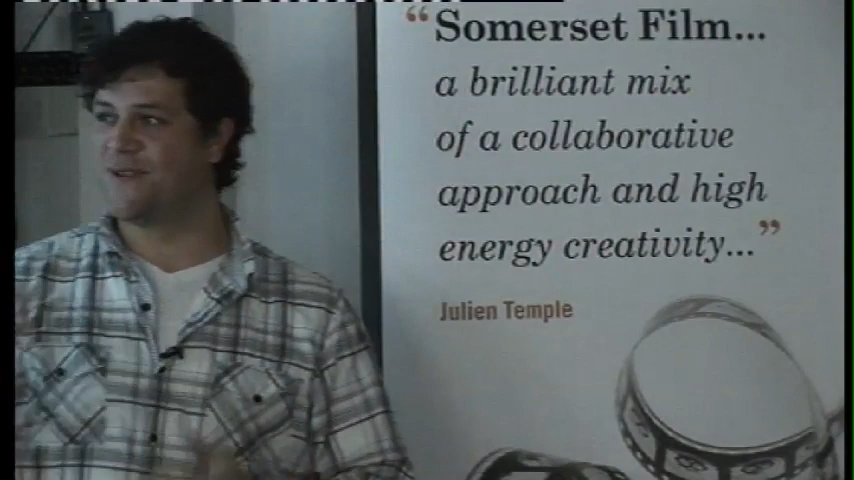 “Somerset Film...
a brilliant mix
of a collaborative
approach and high
energy creativity...”
Julien Temple